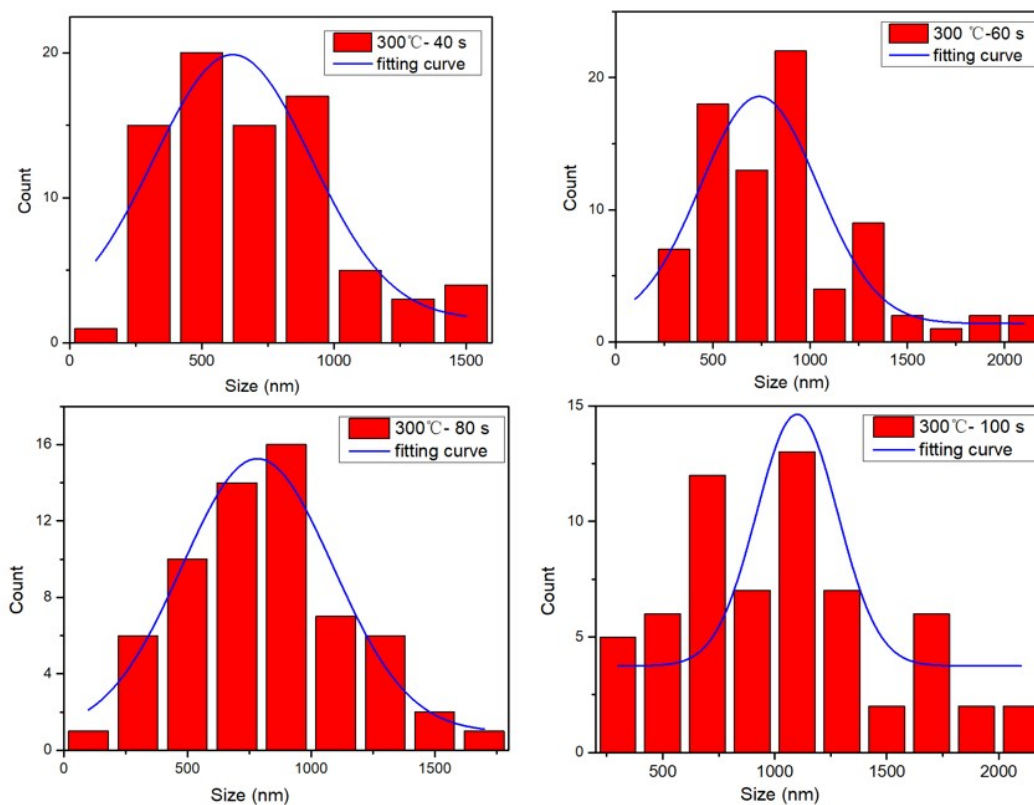 300℃- 40 s
fitting curve
20
10
0
Count
0 500 1000 1500
Size (nm)
300 ℃-60 s
fitting curve
20
10
0
Count
0 500 1000 1500 2000
Size (nm)
300℃- 80 s
fitting curve
16
12
8
4
0
Count
0 500 1000 1500
Size (nm)
300℃- 100 s
fitting curve
15
10
5
0
Count
500 1000 1500 2000
Size (nm)